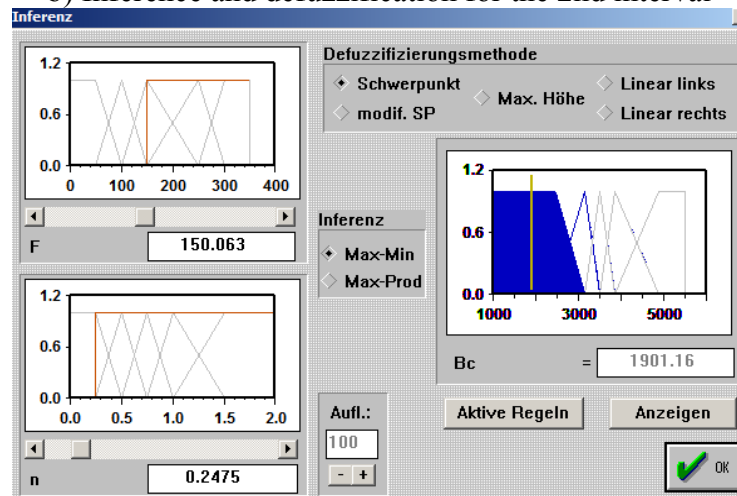 b) Inference and defuzzification for the 2nd interval
Inferenz
1.2
0.6
0.0
0 100 200 300 400
F 150.063
1.2
0.6
0.0
0.0 0.5 1.0 1.5 2.0
n 0.2475
Defuzzifizierungsmethode
Schwerpunkt
modif. SP
Max. Höhe
Linear links
Linear rechts
Inferenz
Max-Min
Max-Prod
1.2
0.6
0.0
1000 3000 5000
Bc = 1901.16
Aufl.:
100
- +
Aktive Regeln
Anzeigen
OK